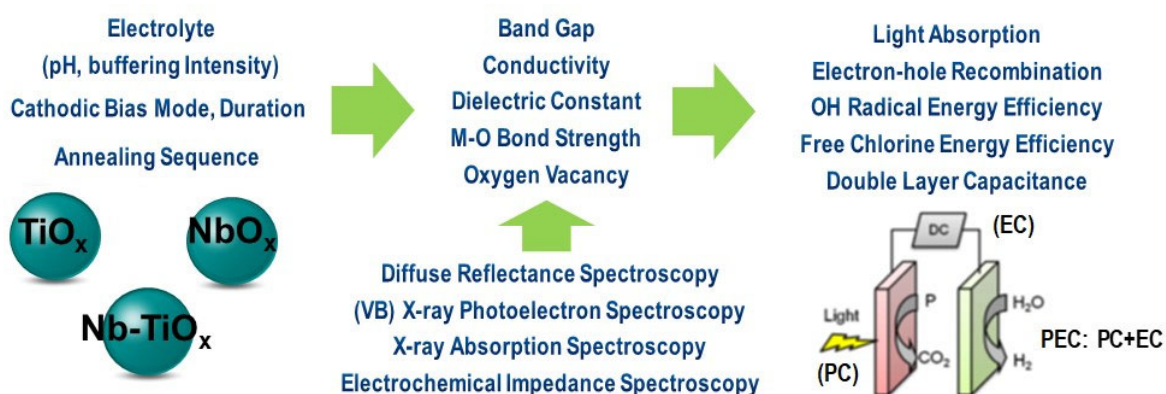 Electrolyte
(pH, buffering Intensity)
Cathodic Bias Mode, Duration
Annealing Sequence
TiOₓ
NbOₓ
Nb-TiOₓ
Band Gap
Conductivity
Dielectric Constant
M-O Bond Strength
Oxygen Vacancy
Diffuse Reflectance Spectroscopy
(VB) X-ray Photoelectron Spectroscopy
X-ray Absorption Spectroscopy
Electrochemical Impedance Spectroscopy
Light Absorption
Electron-hole Recombination
OH Radical Energy Efficiency
Free Chlorine Energy Efficiency
Double Layer Capacitance
DC
(EC)
P
H₂O
Light
PEC: PC+EC
(PC)
CO₂
H₂